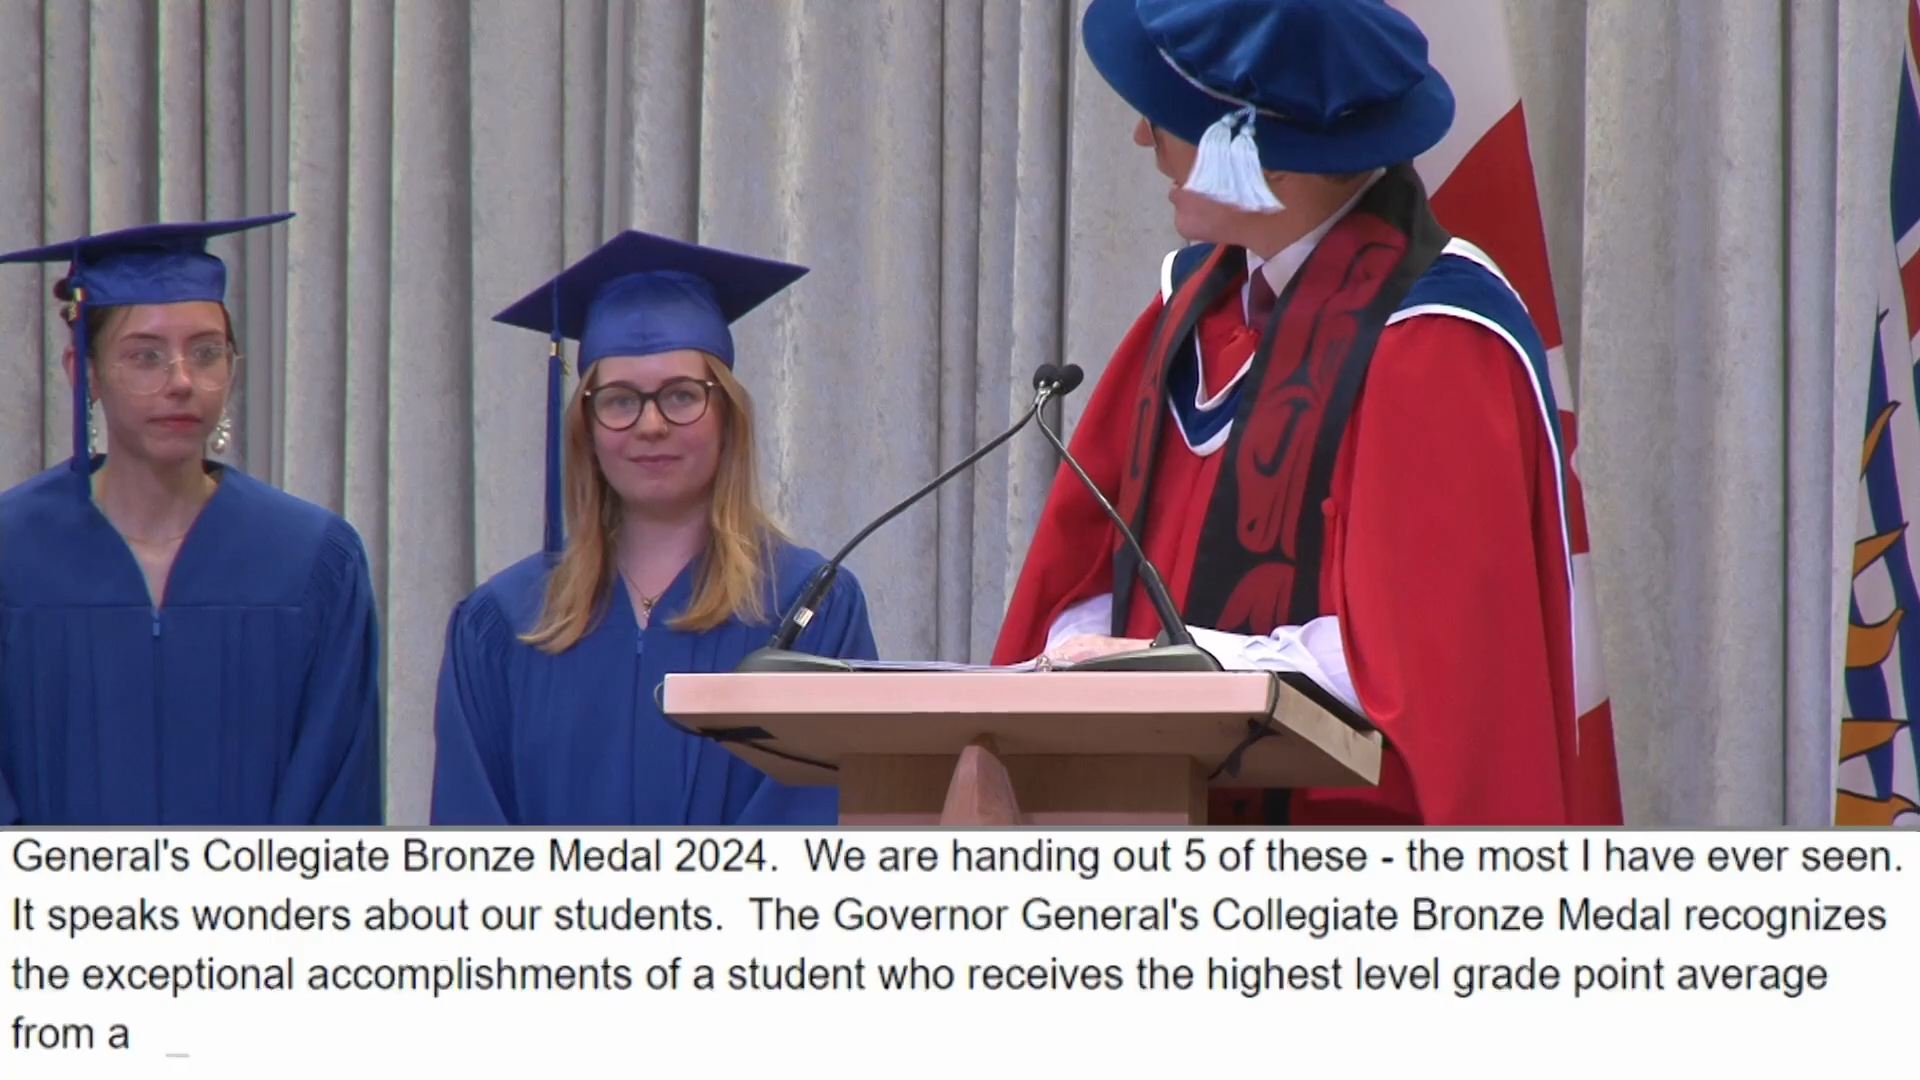 General's Collegiate Bronze Medal 2024.  We are handing out 5 of these - the most I have ever seen.
It speaks wonders about our students.  The Governor General's Collegiate Bronze Medal recognizes
the exceptional accomplishments of a student who receives the highest level grade point average
from a _